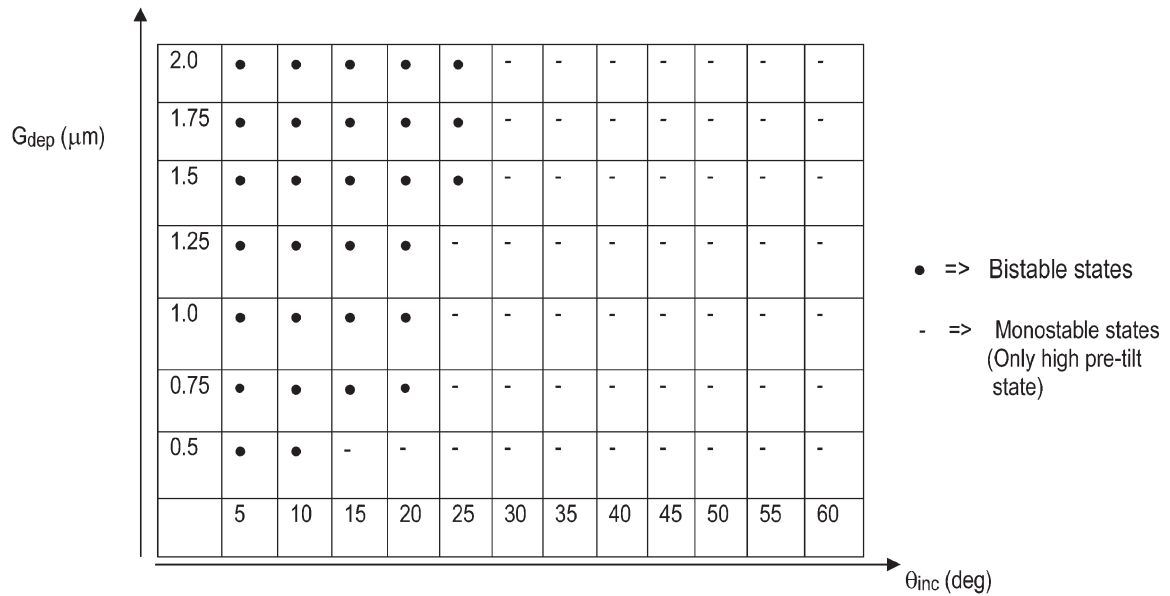 2.0 • • • • • - - - - - - -
G_dep (μm)
1.75 • • • • • - - - - - - -
1.5 • • • • • - - - - - - -
1.25 • • • • - - - - - - - -
• => Bistable states
1.0 • • • • - - - - - - - -
- => Monostable states
(Only high pre-tilt
state)
0.75 • • • • - - - - - - - -
0.5 • • - - - - - - - - - -
5 10 15 20 25 30 35 40 45 50 55 60
θ_inc (deg)